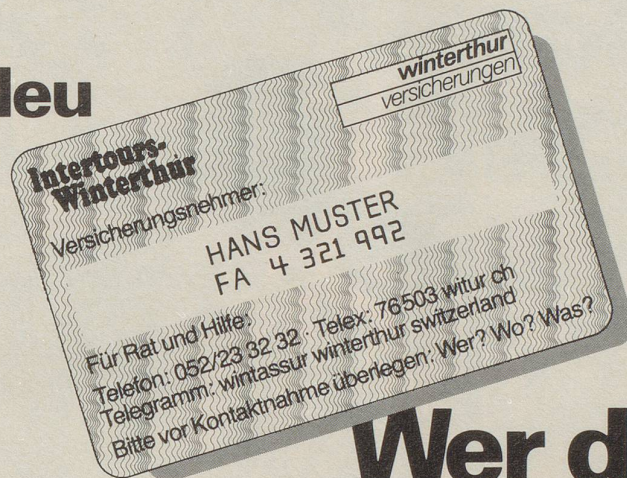 Neu
winterthur
versicherungen
Intertours-
Winterthur
Versicherungsnehmer:
HANS MUSTER
FA 4 321 992
Für Rat und Hilfe:
Telefon: 052/23 32 32 · Telex: 76 503 witur ch
Telegramm: wintassur winterthur switzerland
Bitte vor Kontaktnahme überlegen: Wer? Wo? Was?
Wer d